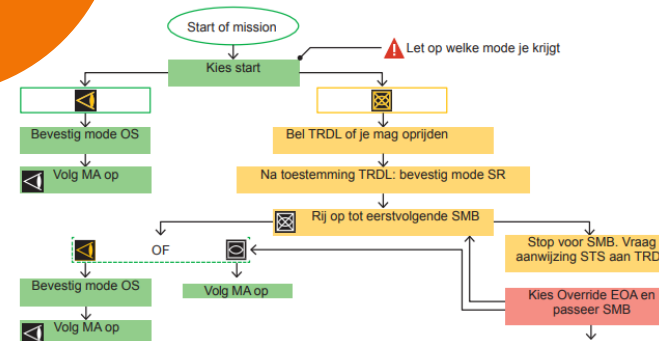 Start of mission
Let op welke mode je krijgt
Kies start
Bevestig mode OS
Bel TRDL of je mag oprijden
Volg MA op
Na toestemming TRDL: bevestig mode SR
Rij op tot eerstvolgende SMB
OF
Stop voor SMB. Vraag
aanwijzing STS aan TRD
Bevestig mode OS
Volg MA op
Kies Override EOA en
passeer SMB
Volg MA op